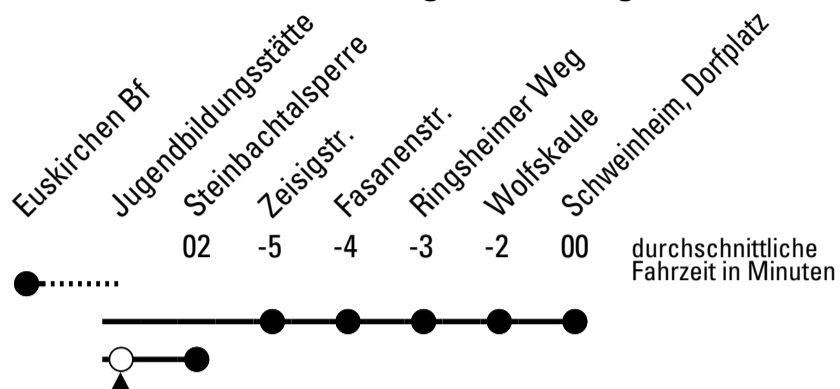 Euskirchen Bf
Jugendbildungsstätte
Steinbachtalsperre
Zeisigstr.
Fasanenstr.
Ringsheimer Weg
Wolfskaule
Schweinheim, Dorfplatz
02 -5 -4 -3 -2 00
durchschnittliche
Fahrzeit in Minuten